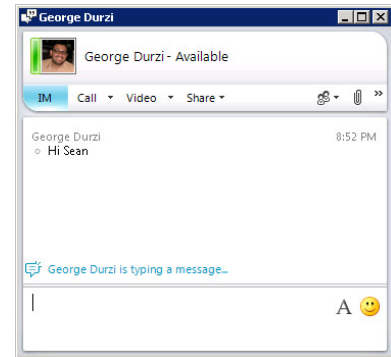 George Durzi
George Durzi - Available
IM Call Video Share »
George Durzi 8:52 PM
Hi Sean
George Durzi is typing a message...
A